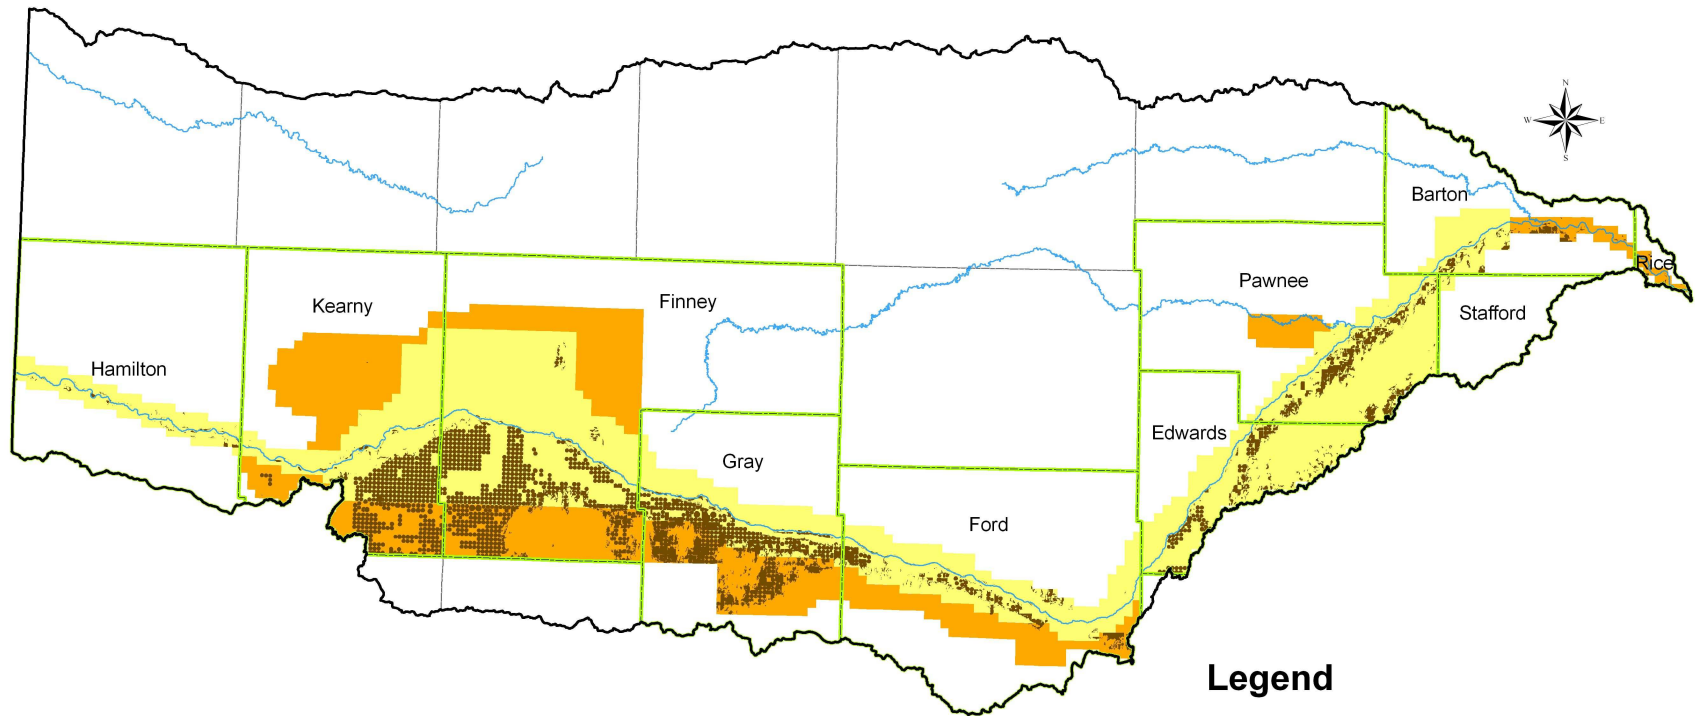 N
W E
S
Barton
Rice
Pawnee
Kearny
Finney
Stafford
Hamilton
Edwards
Gray
Ford
Legend